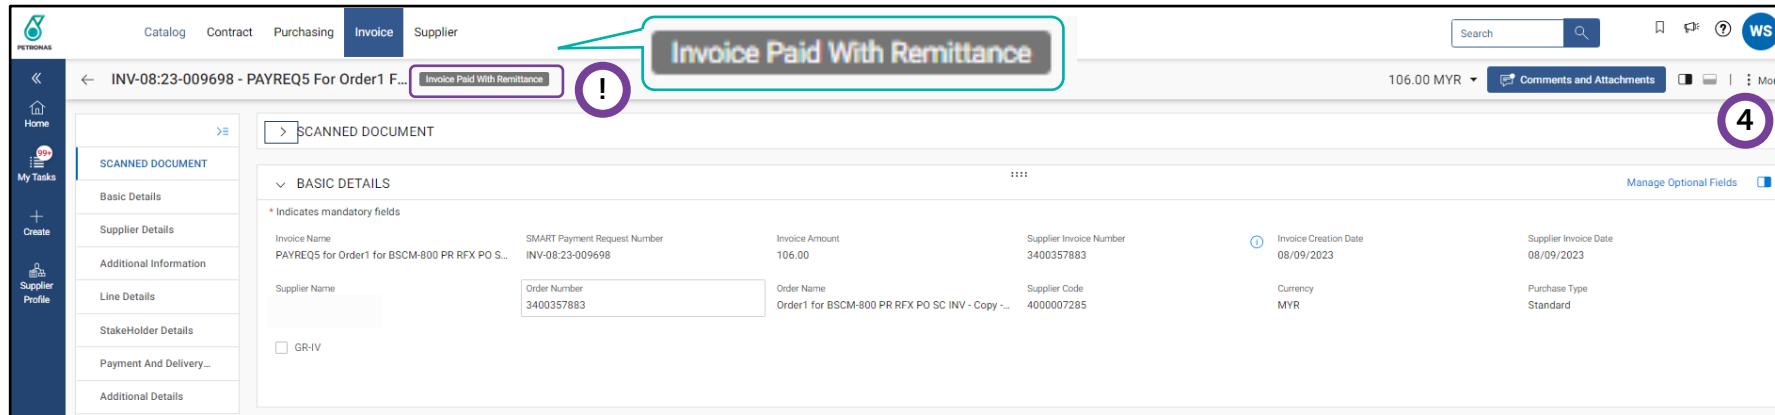 PETRONAS
Catalog Contract Purchasing Invoice Supplier
Invoice Paid With Remittance
Search
WS
INV-08:23-009698 - PAYREQ5 For Order1 F... Invoice Paid With Remittance
!
106.00 MYR Comments and Attachments
4
Home
99+
My Tasks
Create
Supplier
Profile
SCANNED DOCUMENT
Basic Details
Supplier Details
Additional Information
Line Details
StakeHolder Details
Payment And Delivery...
Additional Details
SCANNED DOCUMENT
BASIC DETAILS
Manage Optional Fields
* Indicates mandatory fields
Invoice Name SMART Payment Request Number Invoice Amount Supplier Invoice Number Invoice Creation Date Supplier Invoice Date
PAYREQ5 for Order1 for BSCM-800 PR RFX PO S... INV-08:23-009698 106.00 3400357883 08/09/2023 08/09/2023
Supplier Name Order Number Order Name Supplier Code Currency Purchase Type
3400357883 Order1 for BSCM-800 PR RFX PO SC INV - Copy -... 4000007285 MYR Standard
GR-IV